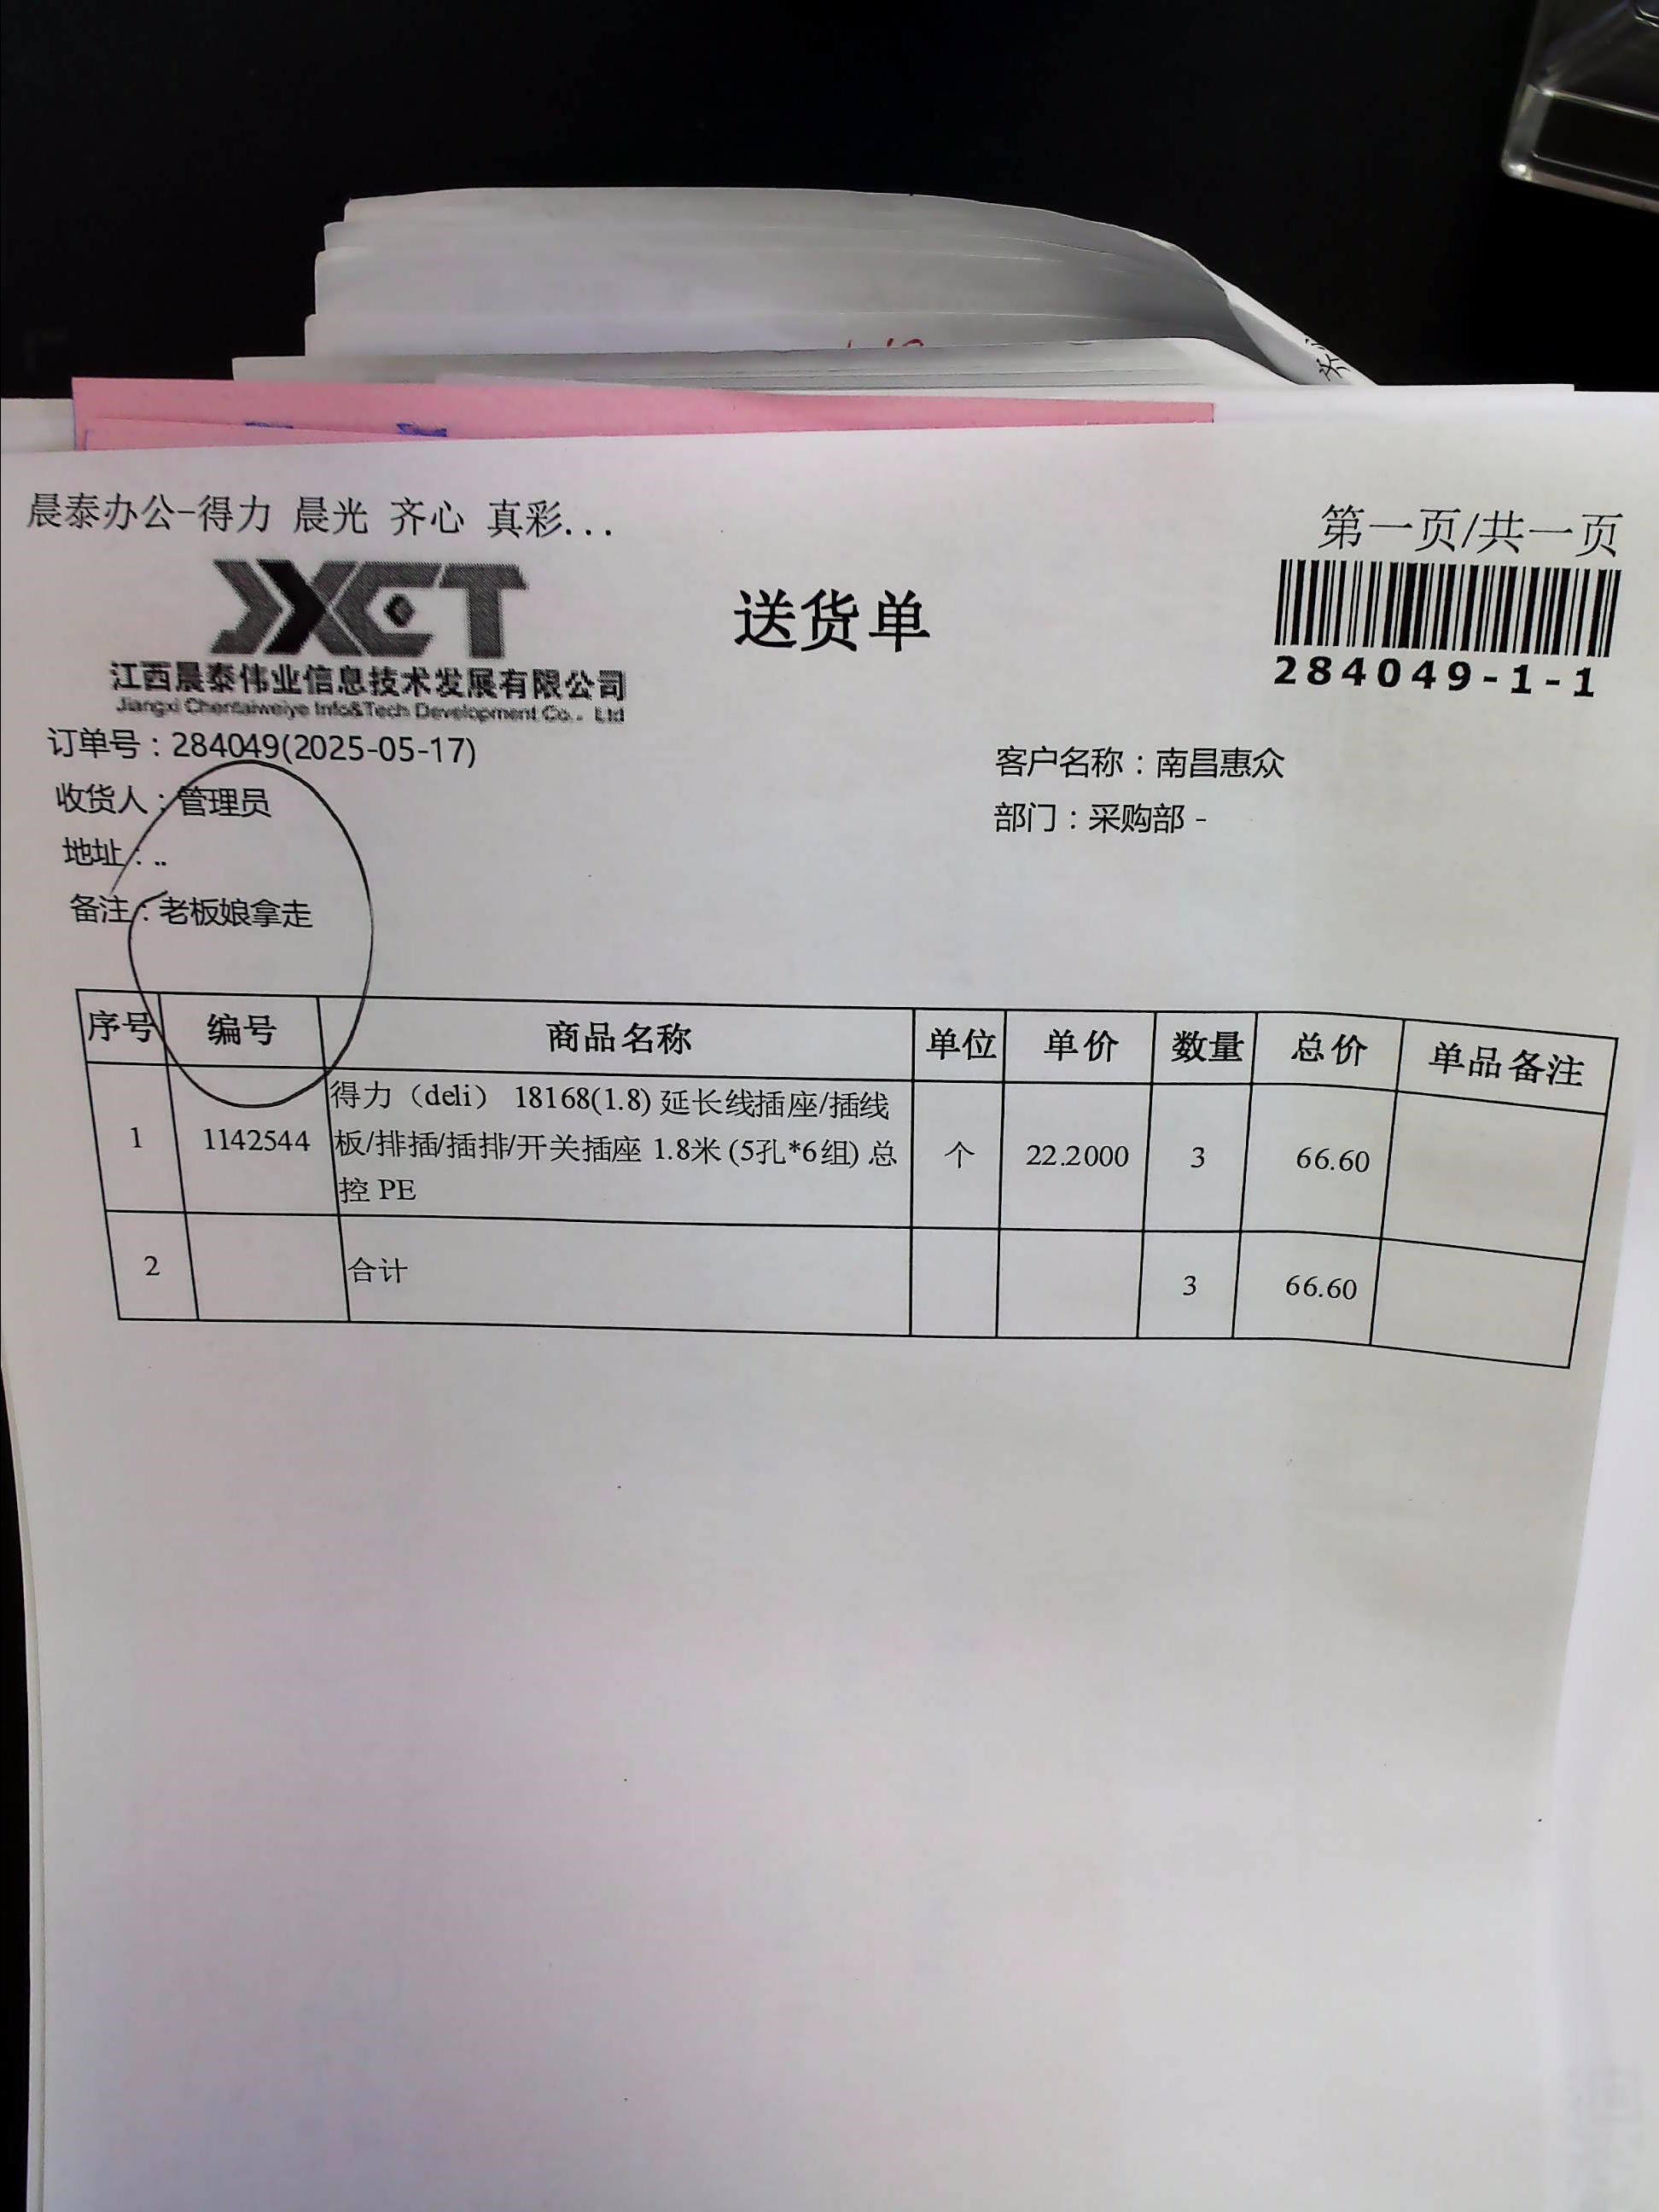 晨泰办公-得力 晨光 齐心 真彩...
第一页/共一页
JXCT
送货单
284049-1-1
江西晨泰伟业信息技术发展有限公司
Jiangxi Chentaiweiye Info&Tech Development Co., Ltd
订单号：284049(2025-05-17)
客户名称：南昌惠众
收货人：管理员
部门：采购部 -
地址：..
备注：老板娘拿走
序号 编号 商品名称 单位 单价 数量 总价 单品备注
1 1142544 得力（deli） 18168(1.8) 延长线插座/插线
板/排插/插排/开关插座 1.8米 (5孔*6组) 总
控 PE 个 22.2000 3 66.60
2 合计 3 66.60